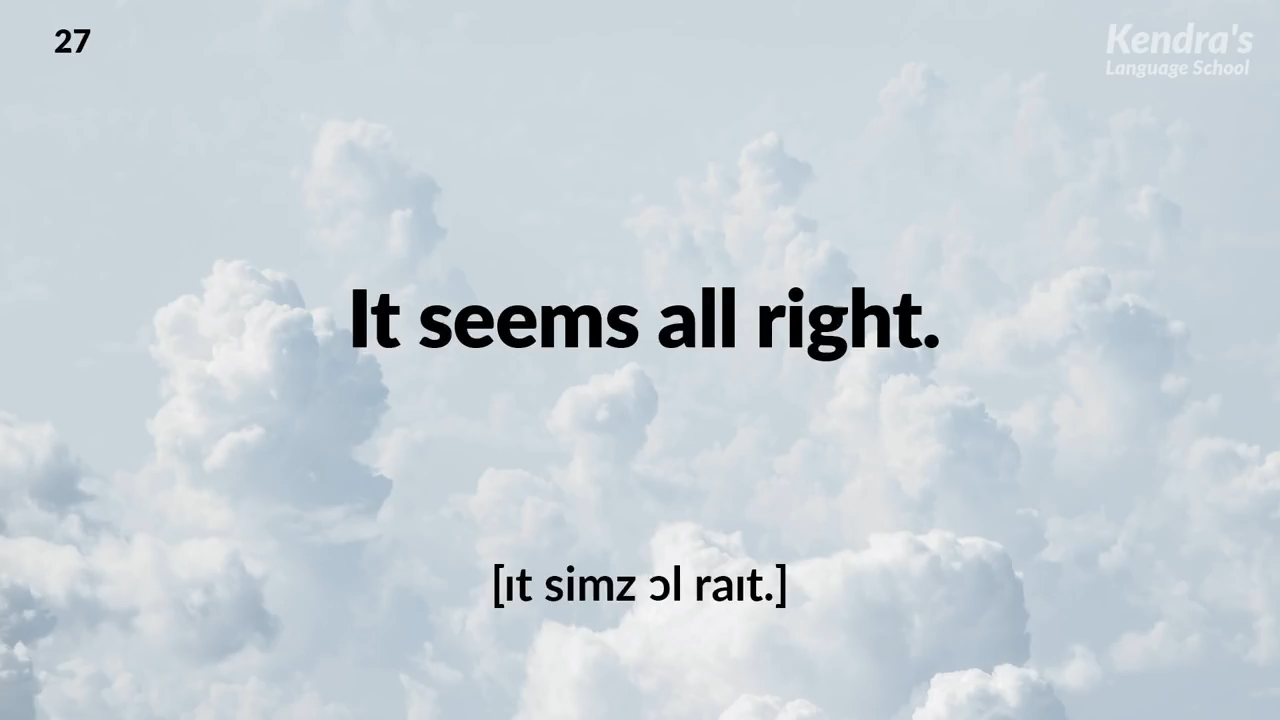 27
Kendra's
Language School
It seems all right.
[ɪt simz ɔl raɪt.]